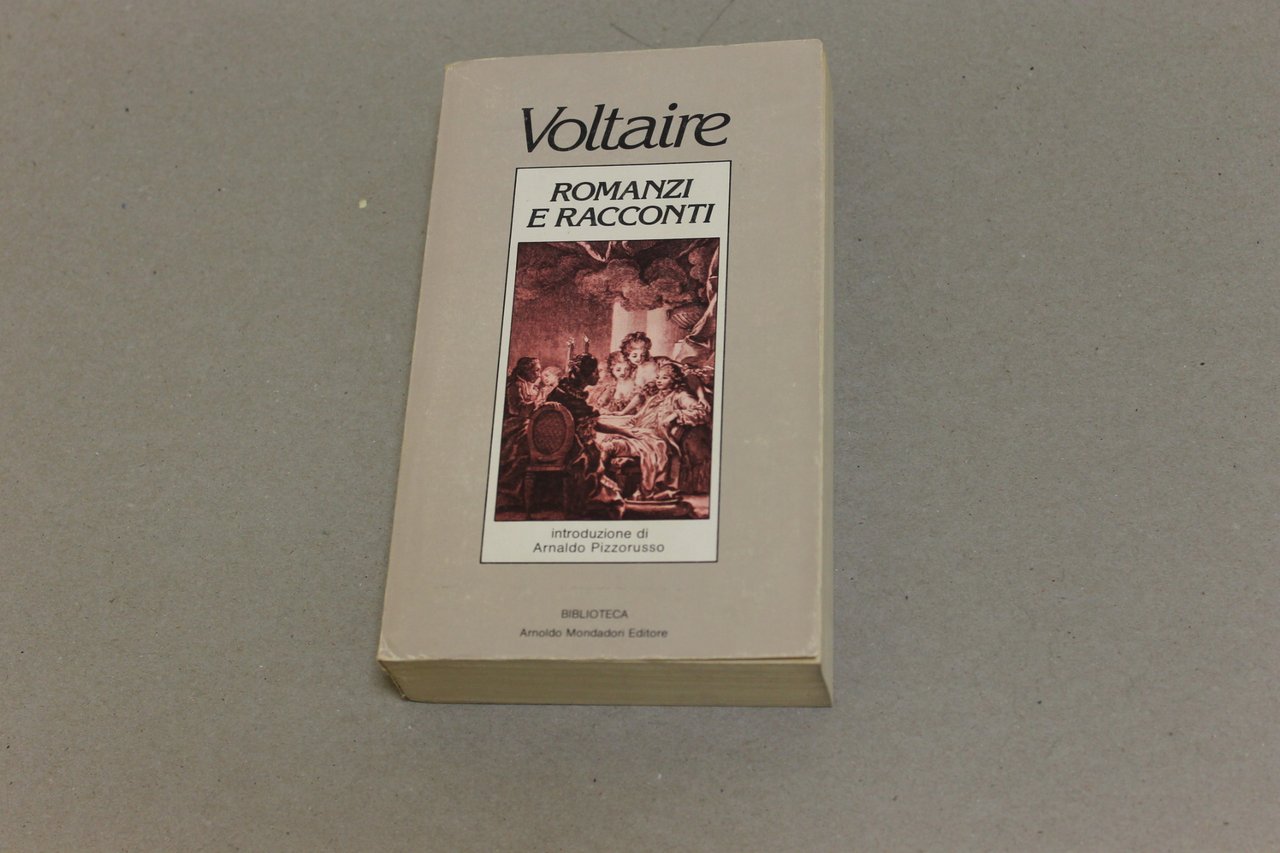 Voltaire
ROMANZI
E RACCONTI
introduzione di
Arnaldo Pizzorusso
BIBLIOTECA
Arnoldo Mondadori Editore